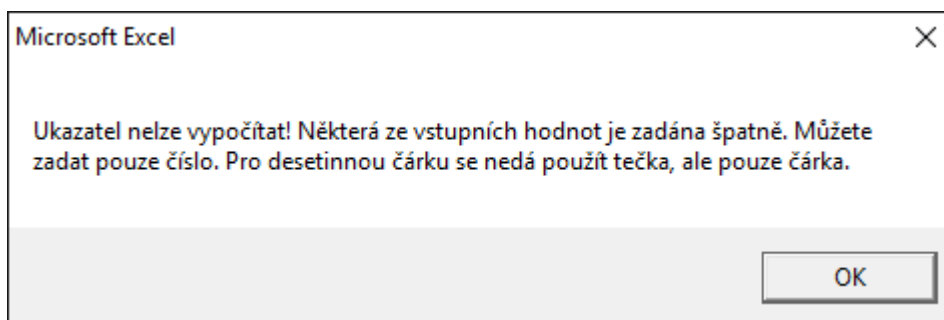 Microsoft Excel
Ukazatel nelze vypočítat! Některá ze vstupních hodnot je zadána špatně. Můžete
zadat pouze číslo. Pro desetinnou čárku se nedá použít tečka, ale pouze čárka.
OK